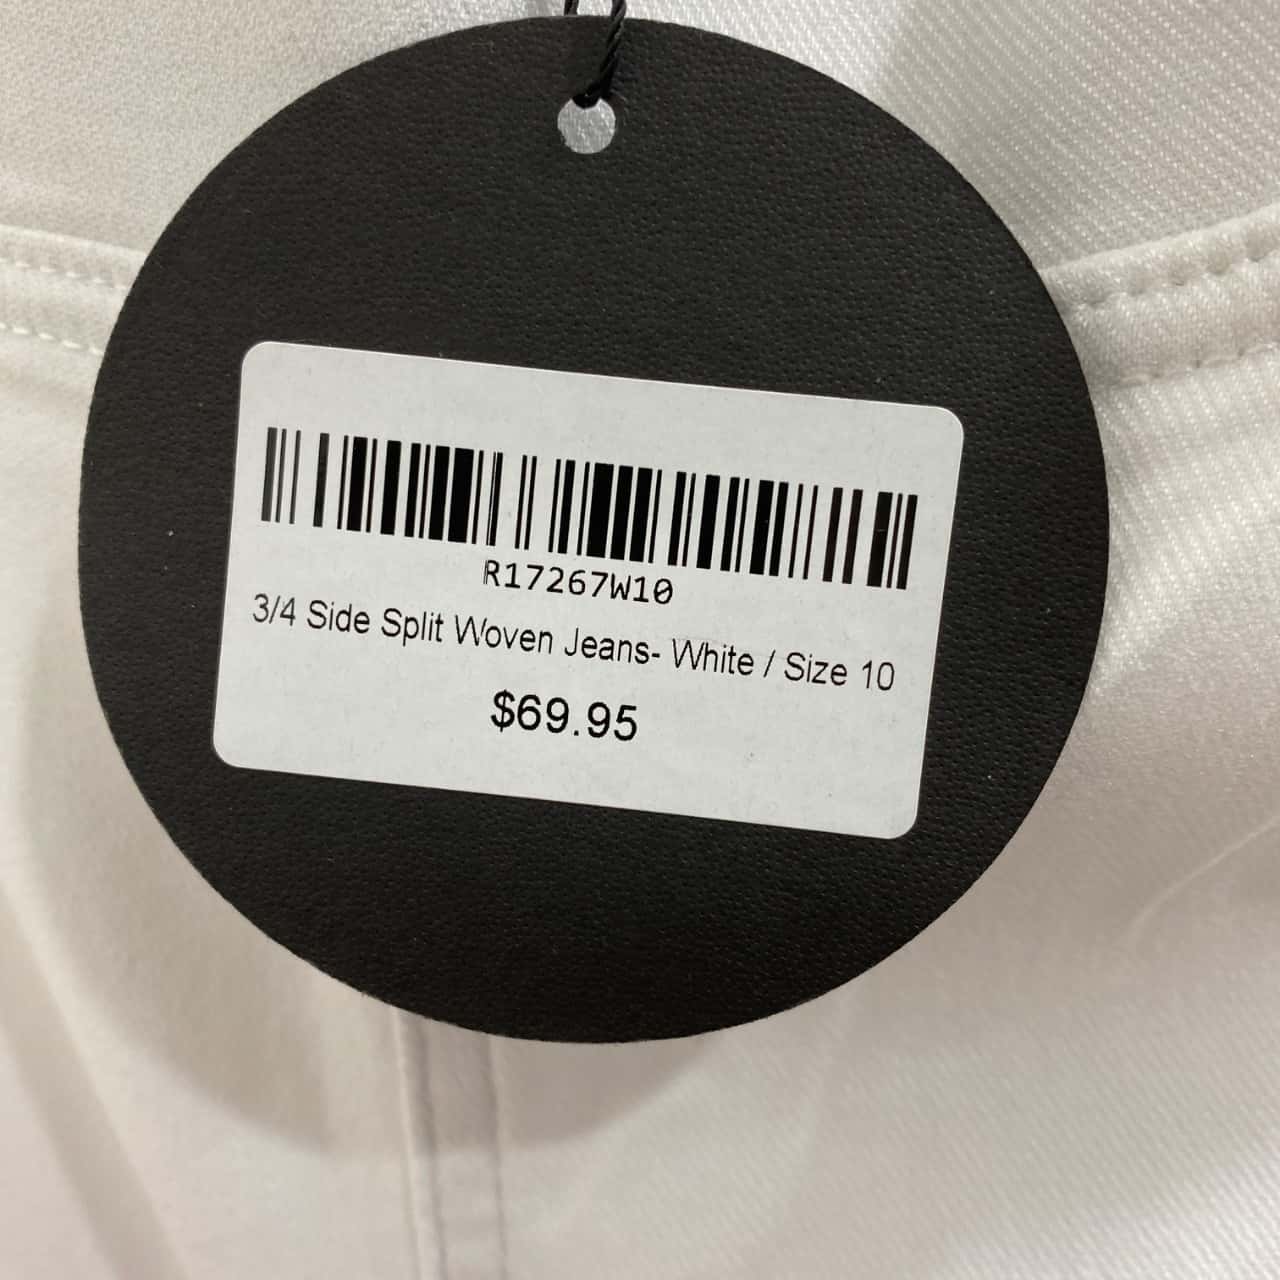 R17267W10
3/4 Side Split Woven Jeans- White / Size 10
$69.95